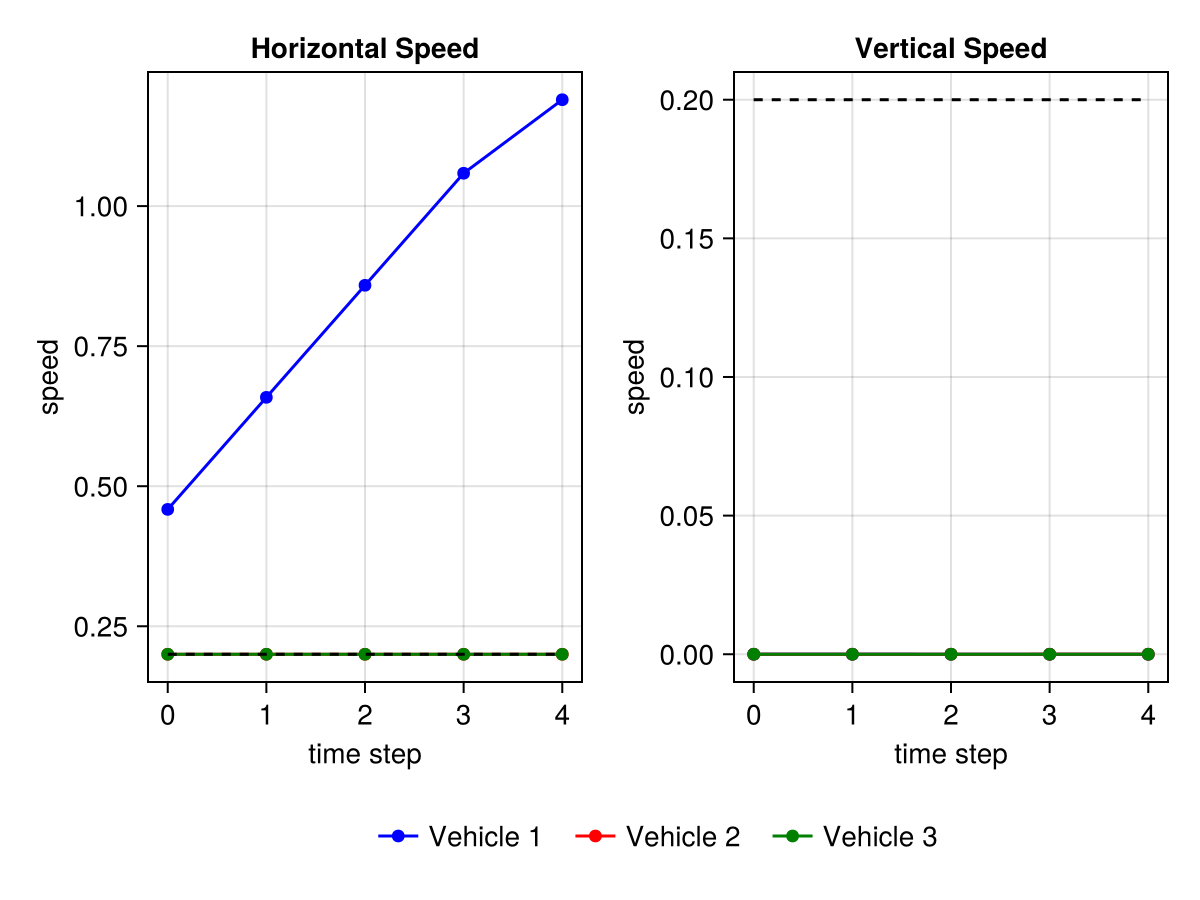 Horizontal Speed
speed
1.00
0.75
0.50
0.25
0 1 2 3 4
time step
Vertical Speed
speed
0.20
0.15
0.10
0.05
0.00
0 1 2 3 4
time step
Vehicle 1 Vehicle 2 Vehicle 3